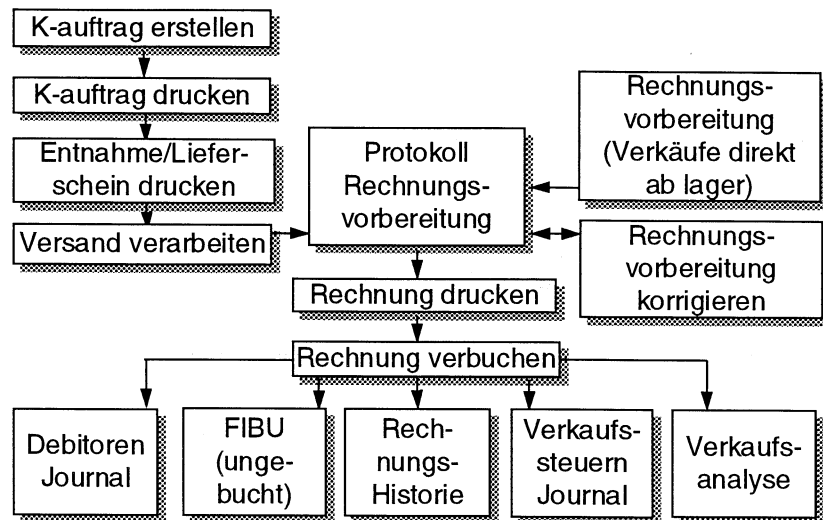 K-auftrag erstellen
K-auftrag drucken
Entnahme/Liefer-
schein drucken
Versand verarbeiten
Protokoll
Rechnungs-
vorbereitung
Rechnungs-
vorbereitung
(Verkäufe direkt
ab lager)
Rechnungs-
vorbereitung
korrigieren
Rechnung drucken
Rechnung verbuchen
Debitoren
Journal
FIBU
(unge-
bucht)
Rech-
nungs-
Historie
Verkaufs-
steuern
Journal
Verkaufs-
analyse